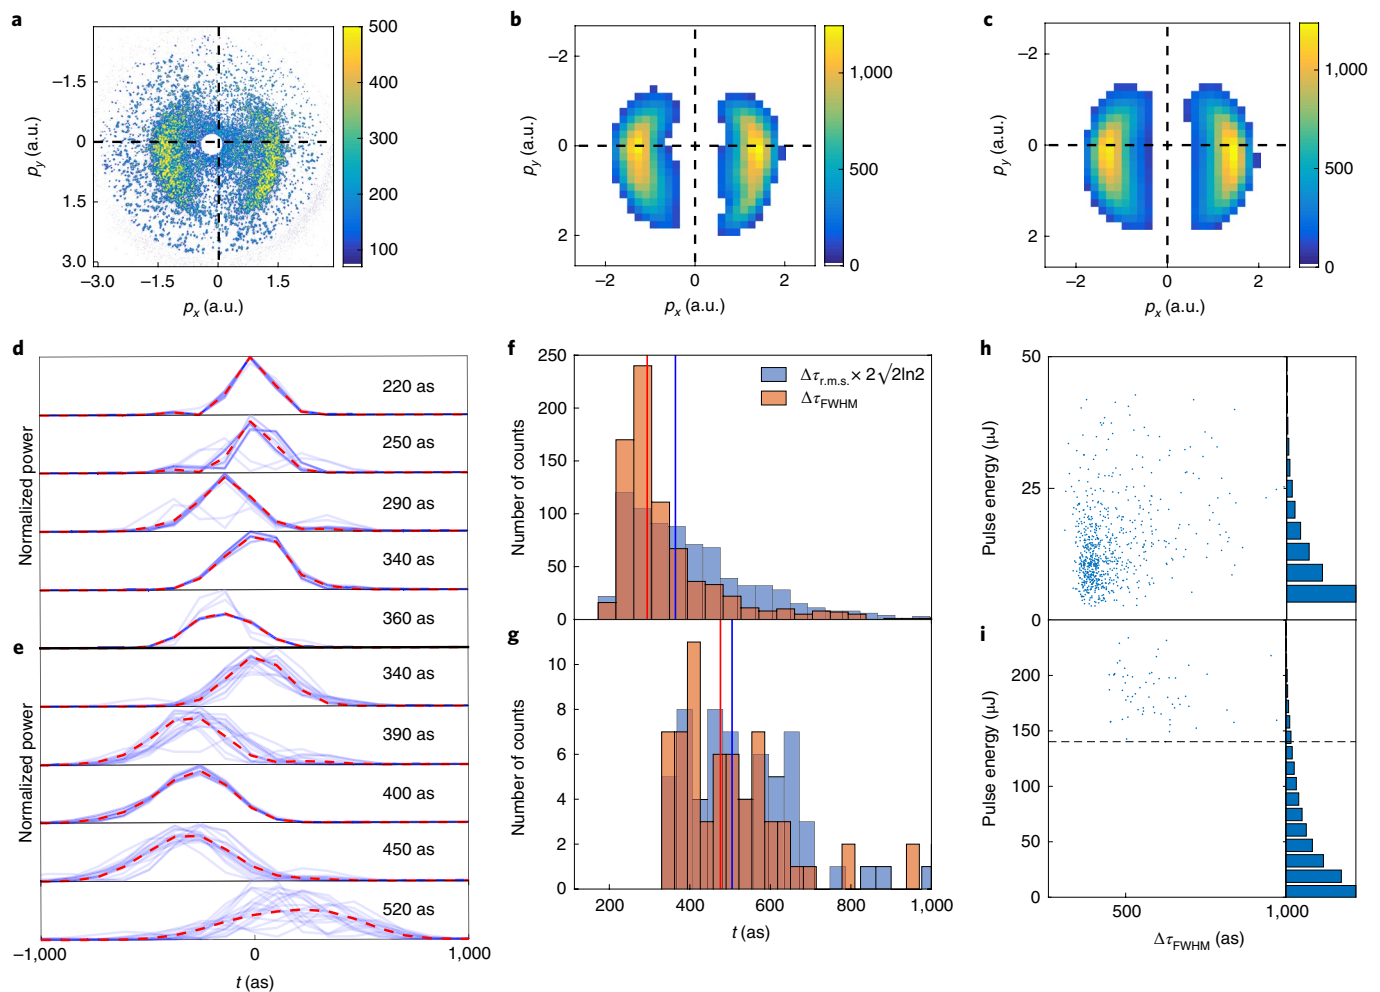 a
−1.5
0
1.5
3.0
−3.0
−1.5
0
1.5
p_y (a.u.)
p_x (a.u.)
500
400
300
200
100
b
−2
0
2
−2
0
2
p_y (a.u.)
p_x (a.u.)
1,000
500
0
c
−2
0
2
−2
0
2
p_y (a.u.)
p_x (a.u.)
1,000
500
0
d
Normalized power
220 as
250 as
290 as
340 as
360 as
e
Normalized power
340 as
390 as
400 as
450 as
520 as
−1,000
0
1,000
t (as)
f
250
200
150
100
50
0
Number of counts
Δτ_r.m.s. × 2√2ln2
Δτ_FWHM
g
10
8
6
4
2
0
Number of counts
200
400
600
800
1,000
t (as)
h
50
25
0
Pulse energy (μJ)
i
200
150
100
50
0
Pulse energy (μJ)
500
1,000
Δτ_FWHM (as)